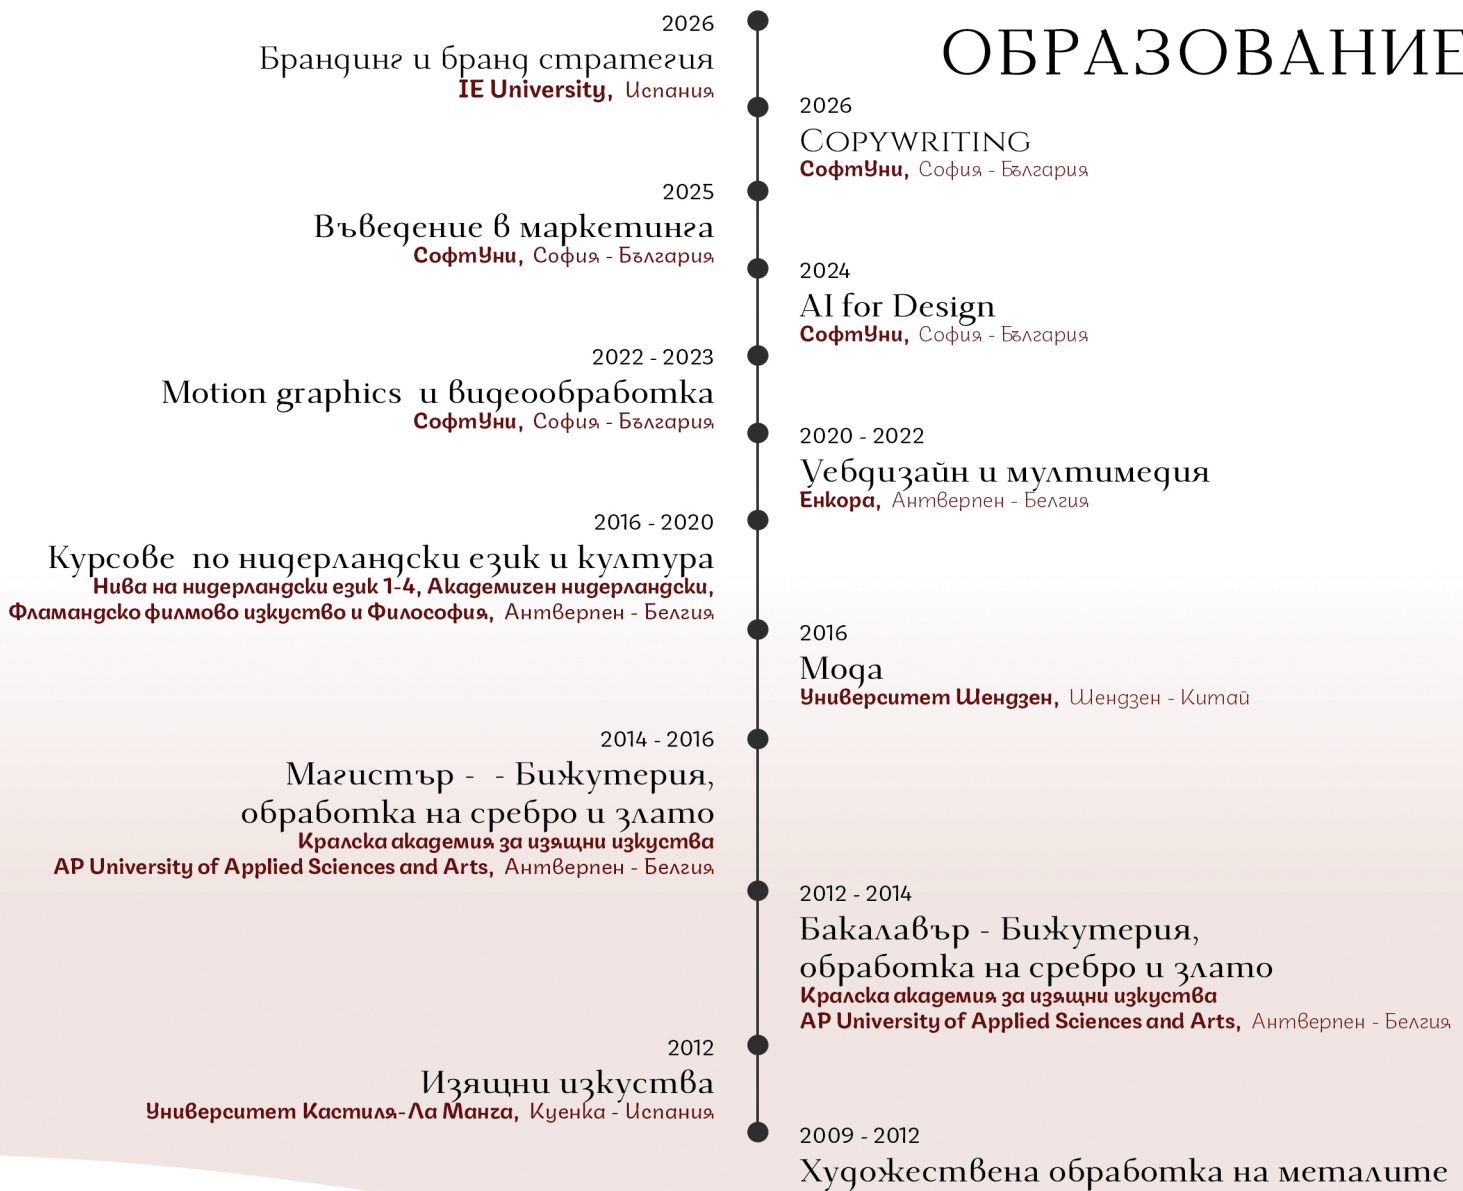 ОБРАЗОВАНИЕ
2026
Брандинг и бранд стратегия
IE University, Испания
2026
Copywriting
СофтУни, София - България
2025
Въведение в маркетинга
СофтУни, София - България
2024
AI for Design
СофтУни, София - България
2022 - 2023
Motion graphics и видеообработка
СофтУни, София - България
2020 - 2022
Уебдизайн и мултимедия
Енкора, Антверпен - Белгия
2016 - 2020
Курсове по нидерландски език и култура
Нива на нидерландски език 1-4, Академичен нидерландски,
Фламандско филмово изкуство и Философия, Антверпен - Белгия
2016
Мода
Университет Шендзен, Шендзен - Китай
2014 - 2016
Магистър - - Бижутерия,
обработка на сребро и злато
Кралска академия за изящни изкуства
AP University of Applied Sciences and Arts, Антверпен - Белгия
2012 - 2014
Бакалавър - Бижутерия,
обработка на сребро и злато
Кралска академия за изящни изкуства
AP University of Applied Sciences and Arts, Антверпен - Белгия
2012
Изящни изкуства
Университет Кастиля-Ла Манча, Куенка - Испания
2009 - 2012
Художествена обработка на металите